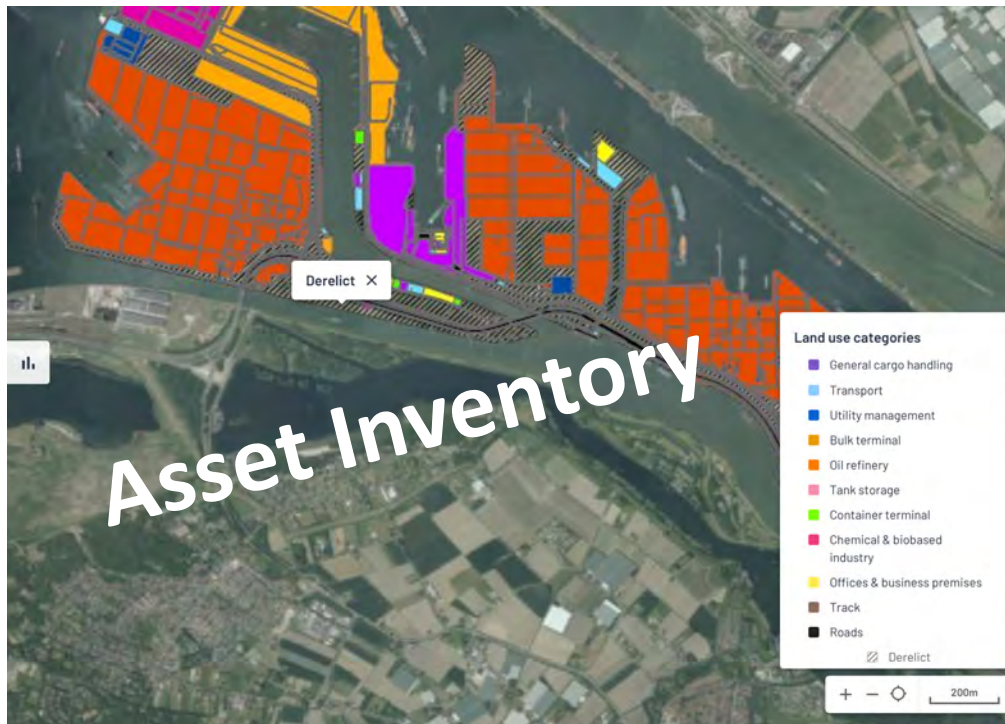 Derelict ×
Asset Inventory
Land use categories
General cargo handling
Transport
Utility management
Bulk terminal
Oil refinery
Tank storage
Container terminal
Chemical & biobased
industry
Offices & business premises
Track
Roads
Derelict
+ −
200m